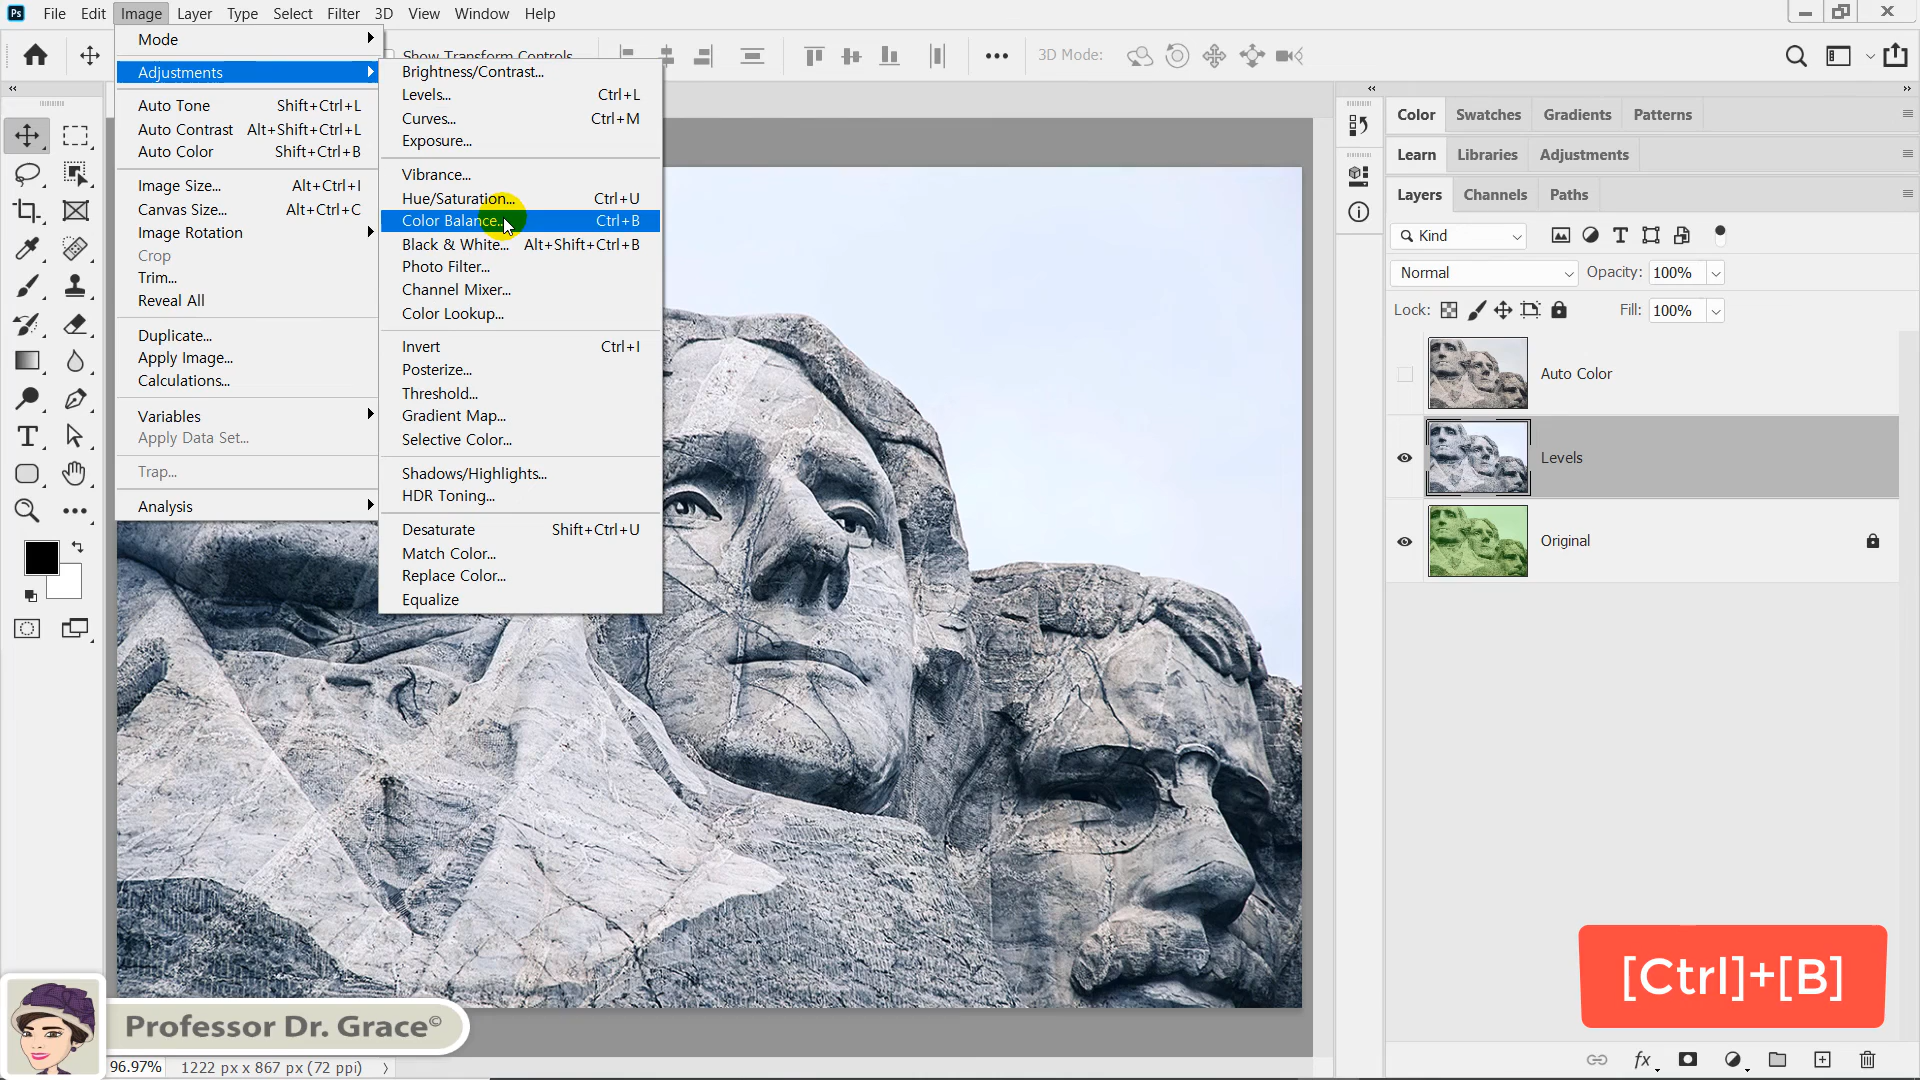 Ps File Edit Image Layer Type Select Filter 3D View Window Help
Show Transform Controls 3D Mode:
Mode
Adjustments
Auto Tone Shift+Ctrl+L
Auto Contrast Alt+Shift+Ctrl+L
Auto Color Shift+Ctrl+B
Image Size... Alt+Ctrl+I
Canvas Size... Alt+Ctrl+C
Image Rotation
Crop
Trim...
Reveal All
Duplicate...
Apply Image...
Calculations...
Variables
Apply Data Set...
Trap...
Analysis
Brightness/Contrast...
Levels... Ctrl+L
Curves... Ctrl+M
Exposure...
Vibrance...
Hue/Saturation... Ctrl+U
Color Balance... Ctrl+B
Black & White... Alt+Shift+Ctrl+B
Photo Filter...
Channel Mixer...
Color Lookup...
Invert Ctrl+I
Posterize...
Threshold...
Gradient Map...
Selective Color...
Shadows/Highlights...
HDR Toning...
Desaturate Shift+Ctrl+U
Match Color...
Replace Color...
Equalize
Color Swatches Gradients Patterns
Learn Libraries Adjustments
Layers Channels Paths
Kind
Normal Opacity: 100%
Lock: Fill: 100%
Auto Color
Levels
Original
[Ctrl]+[B]
Professor Dr. Grace©
96.97% 1222 px x 867 px (72 ppi)